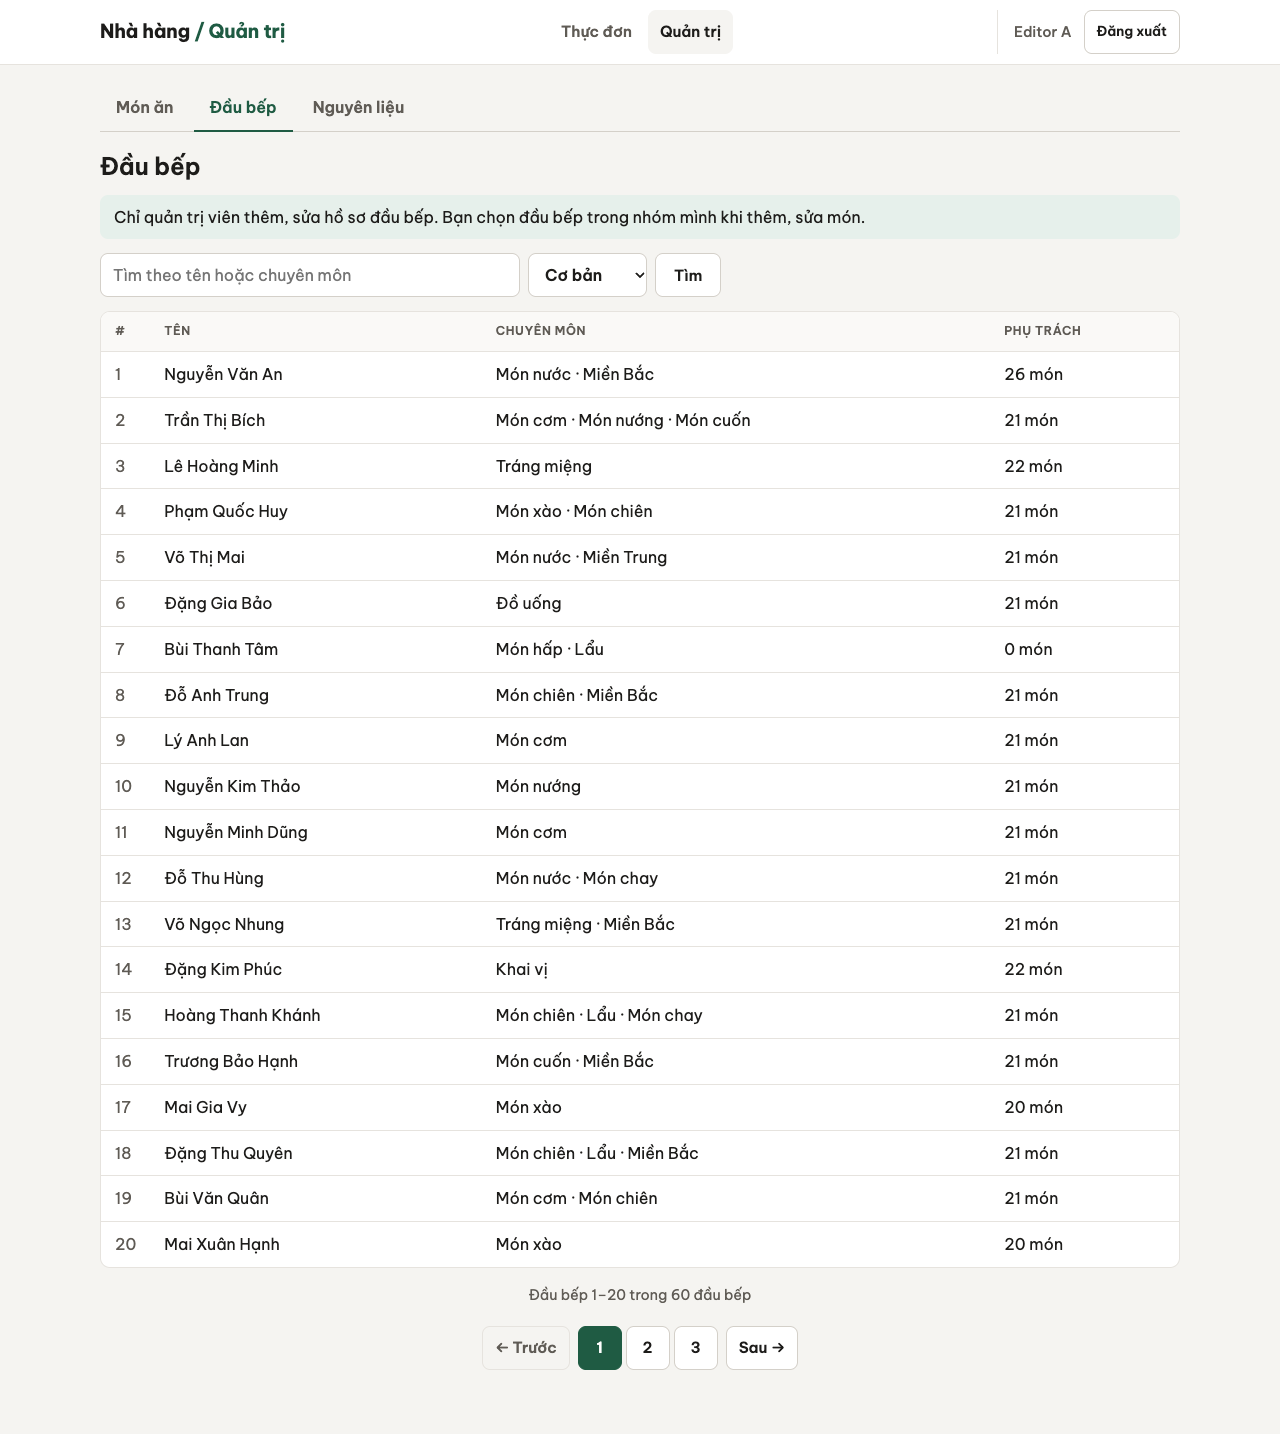 Nhà hàng / Quản trị
Thực đơn
Quản trị
Editor A
Đăng xuất
Món ăn
Đầu bếp
Nguyên liệu
Đầu bếp
Chỉ quản trị viên thêm, sửa hồ sơ đầu bếp. Bạn chọn đầu bếp trong nhóm mình khi thêm, sửa món.
Tìm theo tên hoặc chuyên môn
Cơ bản
Tìm
# TÊN CHUYÊN MÔN PHỤ TRÁCH
1 Nguyễn Văn An Món nước · Miền Bắc 26 món
2 Trần Thị Bích Món cơm · Món nướng · Món cuốn 21 món
3 Lê Hoàng Minh Tráng miệng 22 món
4 Phạm Quốc Huy Món xào · Món chiên 21 món
5 Võ Thị Mai Món nước · Miền Trung 21 món
6 Đặng Gia Bảo Đồ uống 21 món
7 Bùi Thanh Tâm Món hấp · Lẩu 0 món
8 Đỗ Anh Trung Món chiên · Miền Bắc 21 món
9 Lý Anh Lan Món cơm 21 món
10 Nguyễn Kim Thảo Món nướng 21 món
11 Nguyễn Minh Dũng Món cơm 21 món
12 Đỗ Thu Hùng Món nước · Món chay 21 món
13 Võ Ngọc Nhung Tráng miệng · Miền Bắc 21 món
14 Đặng Kim Phúc Khai vị 22 món
15 Hoàng Thanh Khánh Món chiên · Lẩu · Món chay 21 món
16 Trương Bảo Hạnh Món cuốn · Miền Bắc 21 món
17 Mai Gia Vy Món xào 20 món
18 Đặng Thu Quyên Món chiên · Lẩu · Miền Bắc 21 món
19 Bùi Văn Quân Món cơm · Món chiên 21 món
20 Mai Xuân Hạnh Món xào 20 món
Đầu bếp 1–20 trong 60 đầu bếp
← Trước 1 2 3 Sau →